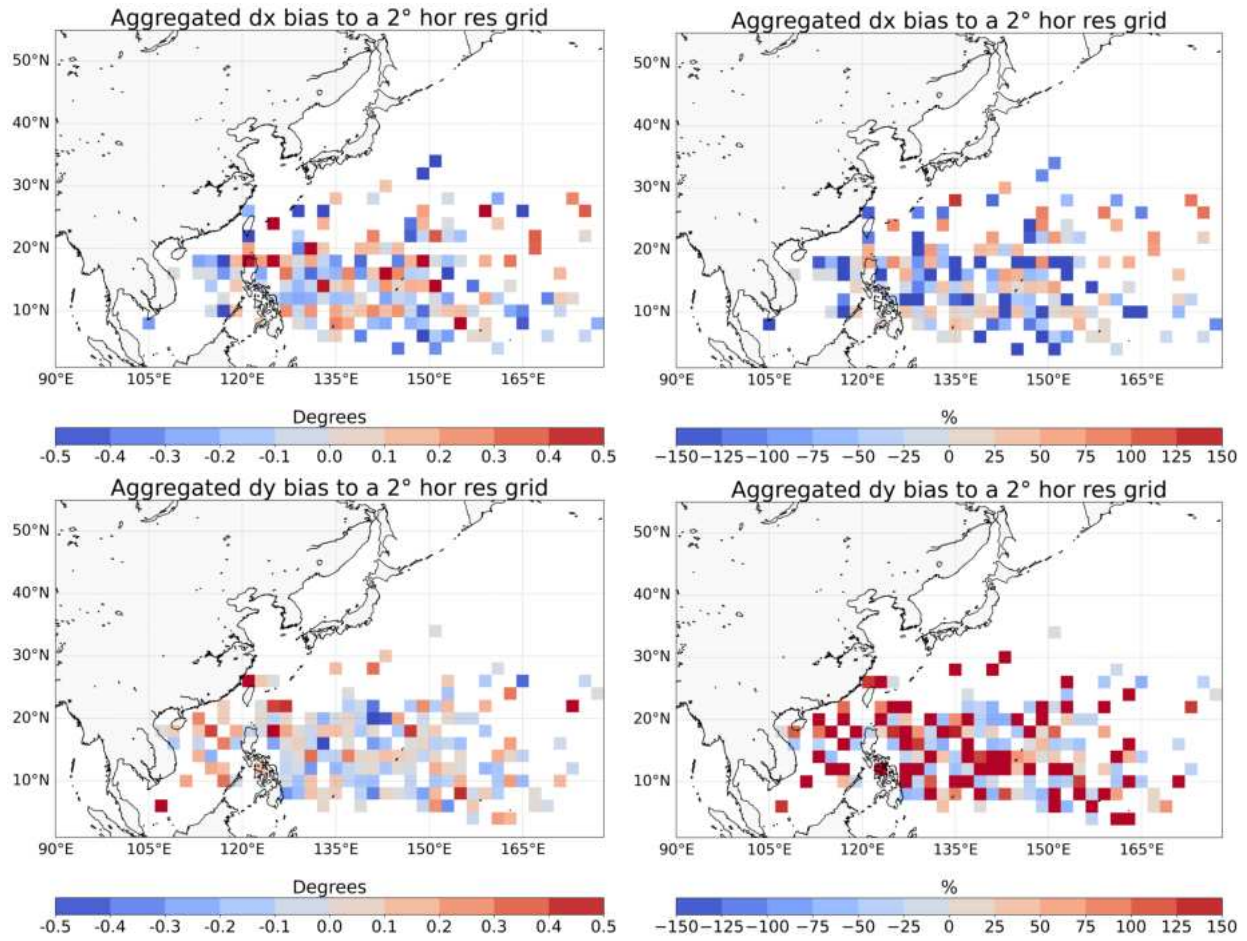 Aggregated dx bias to a 2° hor res grid
50°N
40°N
30°N
20°N
10°N
90°E 105°E 120°E 135°E 150°E 165°E
Degrees
-0.5 -0.4 -0.3 -0.2 -0.1 0.0 0.1 0.2 0.3 0.4 0.5
Aggregated dx bias to a 2° hor res grid
50°N
40°N
30°N
20°N
10°N
90°E 105°E 120°E 135°E 150°E 165°E
%
−150 −125 −100 −75 −50 −25 0 25 50 75 100 125 150
Aggregated dy bias to a 2° hor res grid
50°N
40°N
30°N
20°N
10°N
90°E 105°E 120°E 135°E 150°E 165°E
Degrees
-0.5 -0.4 -0.3 -0.2 -0.1 0.0 0.1 0.2 0.3 0.4 0.5
Aggregated dy bias to a 2° hor res grid
50°N
40°N
30°N
20°N
10°N
90°E 105°E 120°E 135°E 150°E 165°E
%
−150 −125 −100 −75 −50 −25 0 25 50 75 100 125 150